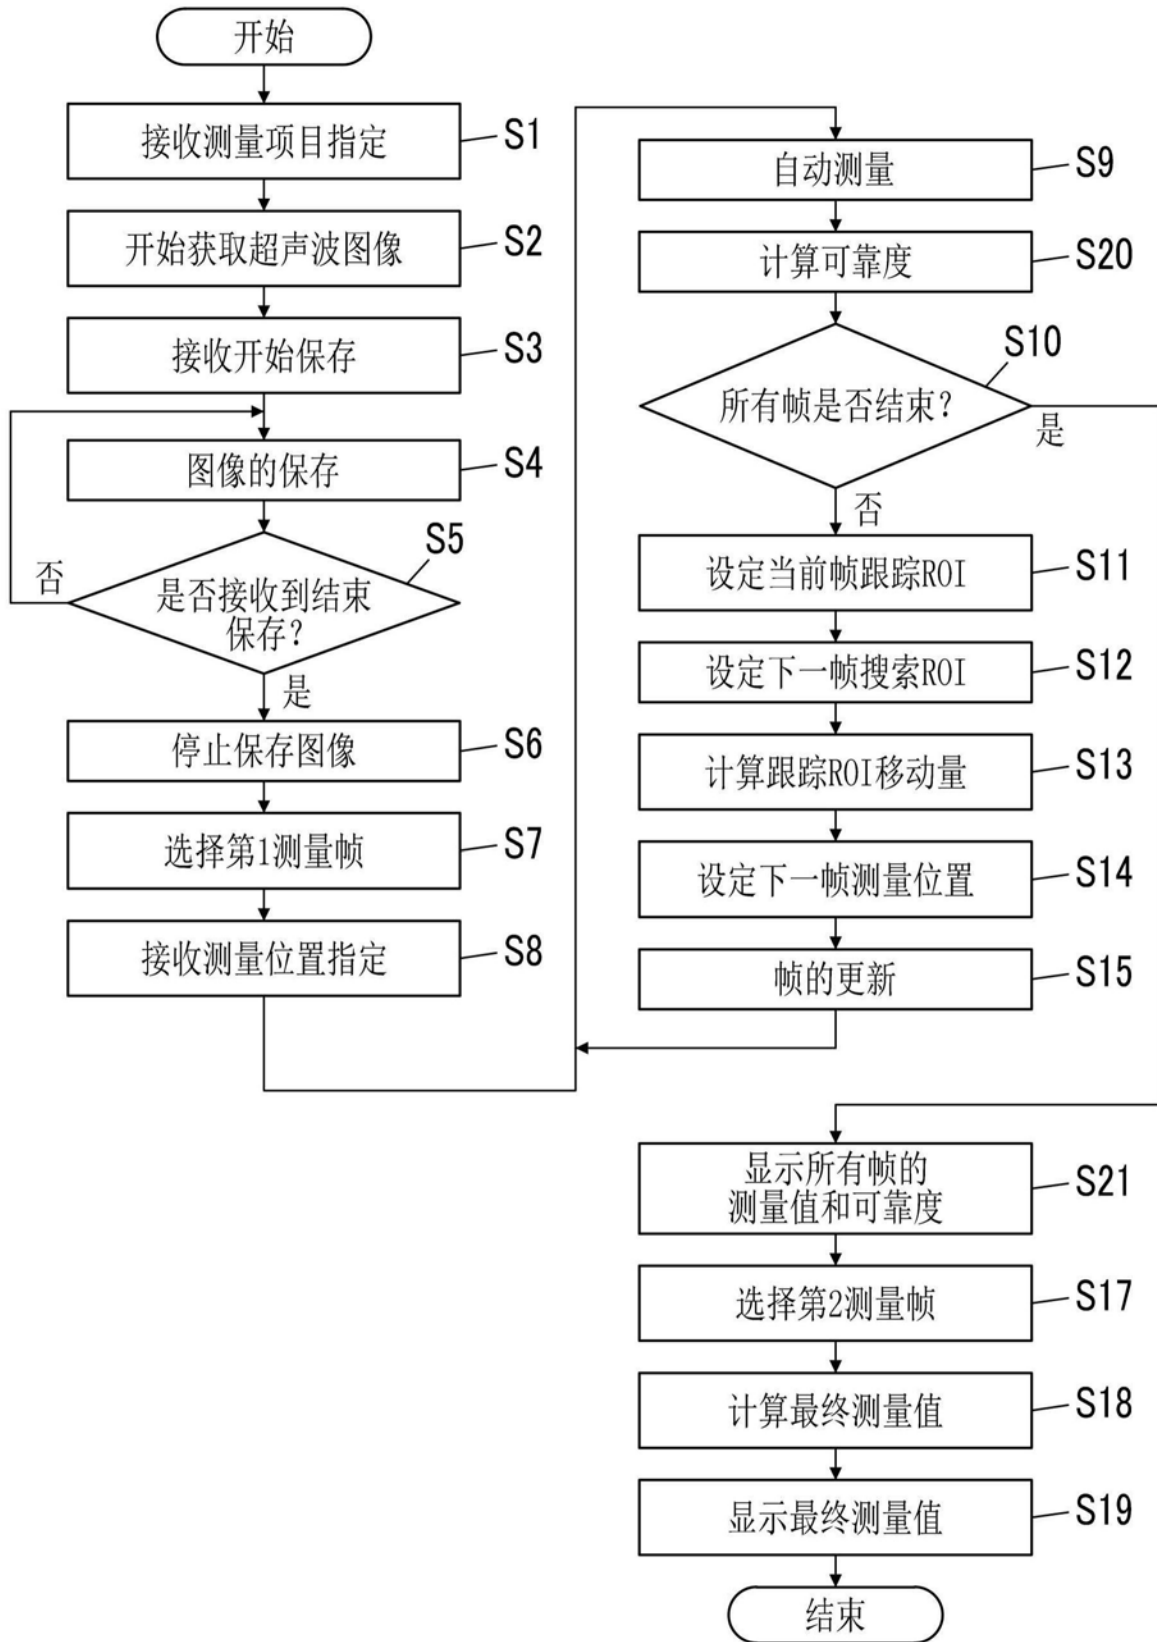 开始
接收测量项目指定
S1
开始获取超声波图像
S2
接收开始保存
S3
图像的保存
S4
S5
是否接收到结束
保存？
否
是
停止保存图像
S6
选择第1测量帧
S7
接收测量位置指定
S8
自动测量
S9
计算可靠度
S20
S10
所有帧是否结束？
是
否
设定当前帧跟踪ROI
S11
设定下一帧搜索ROI
S12
计算跟踪ROI移动量
S13
设定下一帧测量位置
S14
帧的更新
S15
显示所有帧的
测量值和可靠度
S21
选择第2测量帧
S17
计算最终测量值
S18
显示最终测量值
S19
结束